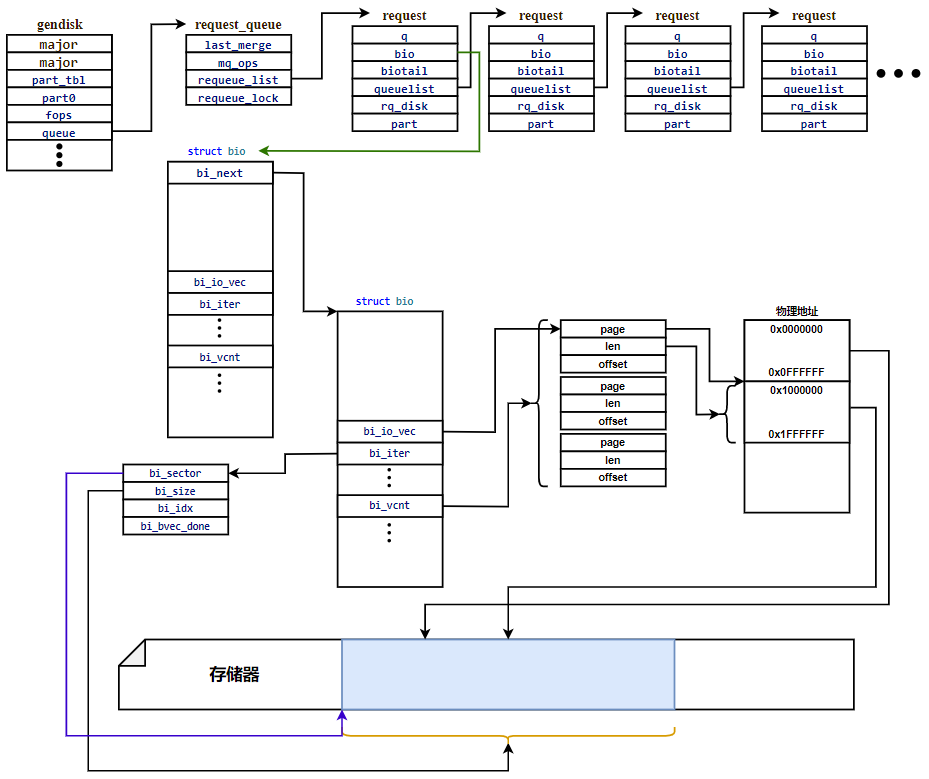 gendisk
major
major
part_tbl
part0
fops
queue
request_queue
last_merge
mq_ops
requeue_list
requeue_lock
request
q
bio
biotail
queuelist
rq_disk
part
request
q
bio
biotail
queuelist
rq_disk
part
request
q
bio
biotail
queuelist
rq_disk
part
request
q
bio
biotail
queuelist
rq_disk
part
struct bio
bi_next
bi_io_vec
bi_iter
bi_vcnt
struct bio
bi_io_vec
bi_iter
bi_vcnt
bi_sector
bi_size
bi_idx
bi_bvec_done
page
len
offset
page
len
offset
page
len
offset
物理地址
0x0000000
0x0FFFFFF
0x1000000
0x1FFFFFF
存储器